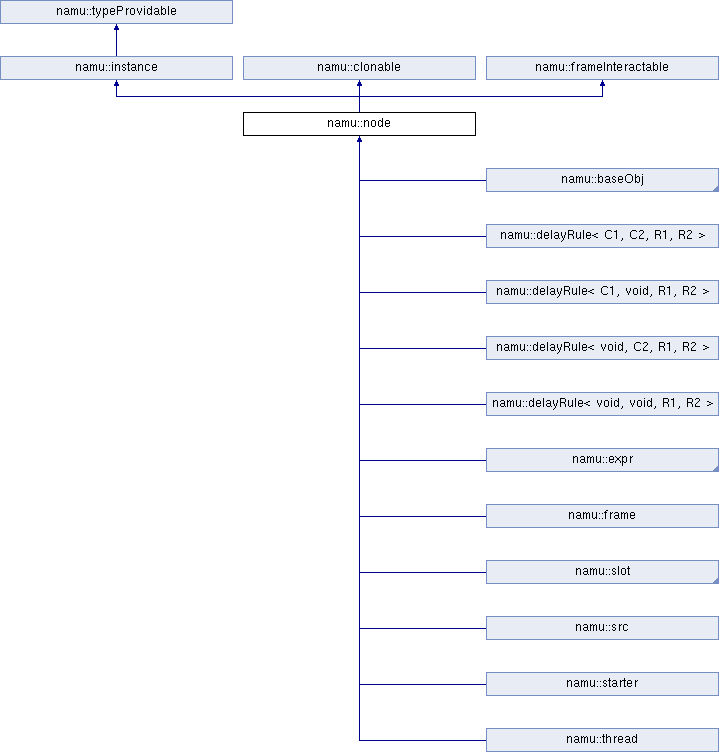 namu::typeProvidable
namu::instance
namu::clonable
namu::frameInteractable
namu::node
namu::baseObj
namu::delayRule< C1, C2, R1, R2 >
namu::delayRule< C1, void, R1, R2 >
namu::delayRule< void, C2, R1, R2 >
namu::delayRule< void, void, R1, R2 >
namu::expr
namu::frame
namu::slot
namu::src
namu::starter
namu::thread